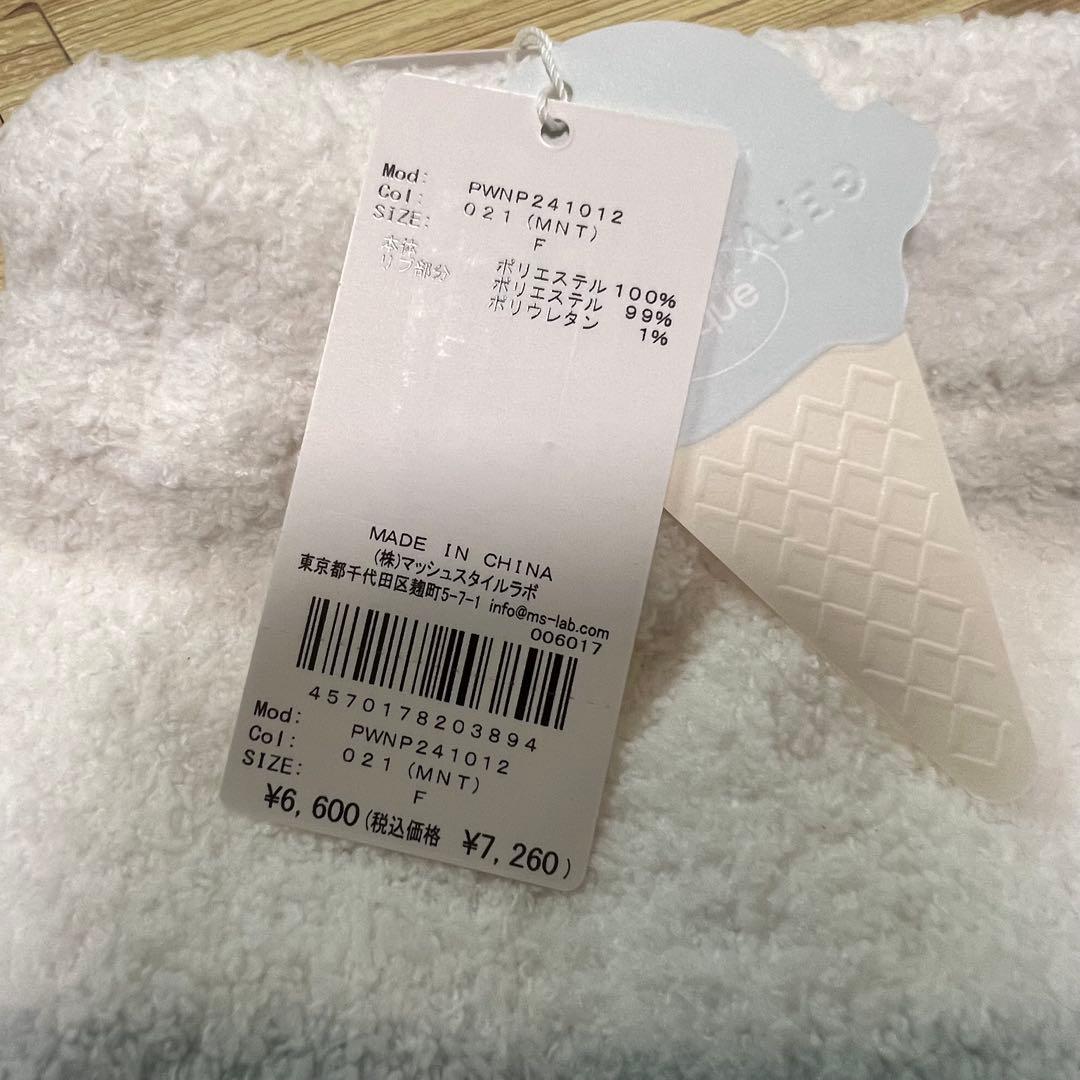 Mod: PWNP241012
Col: 021 (MNT)
SIZE: F
本体 ポリエステル 100%
リブ部分 ポリエステル 99%
ポリウレタン 1%
MADE IN CHINA
(株)マッシュスタイルラボ
東京都千代田区麹町5-7-1 info@ms-lab.com
006017
4570178203894
Mod: PWNP241012
Col: 021 (MNT)
SIZE: F
¥6,600(税込価格 ¥7,260)
que